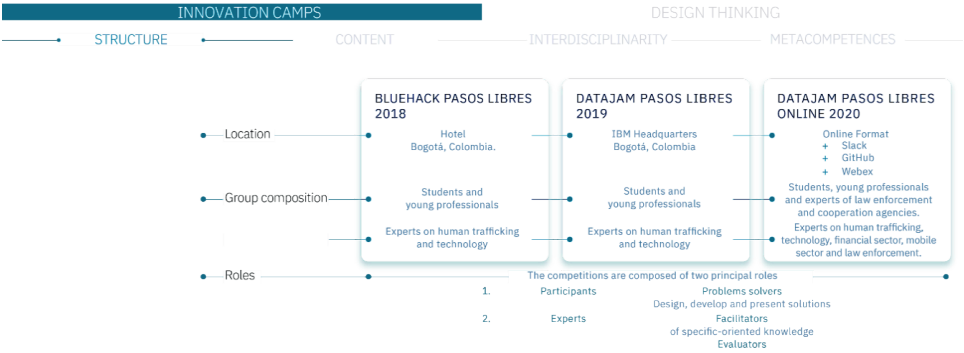 INNOVATION CAMPS
DESIGN THINKING
STRUCTURE
CONTENT
INTERDISCIPLINARITY
METACOMPETENCES
BLUEHACK PASOS LIBRES
2018
DATAJAM PASOS LIBRES
2019
DATAJAM PASOS LIBRES
ONLINE 2020
Location
Hotel
Bogotá, Colombia.
IBM Headquarters
Bogotá, Colombia
Online Format
+ Slack
+ GitHub
+ Webex
Group composition
Students and
young professionals
Students and
young professionals
Students, young professionals
and experts of law enforcement
and cooperation agencies.
Experts on human trafficking
and technology
Experts on human trafficking
and technology
Experts on human trafficking,
technology, financial sector, mobile
sector and law enforcement.
Roles
The competitions are composed of two principal roles
1. Participants Problems solvers
Design, develop and present solutions
2. Experts Facilitators
of specific-oriented knowledge
Evaluators